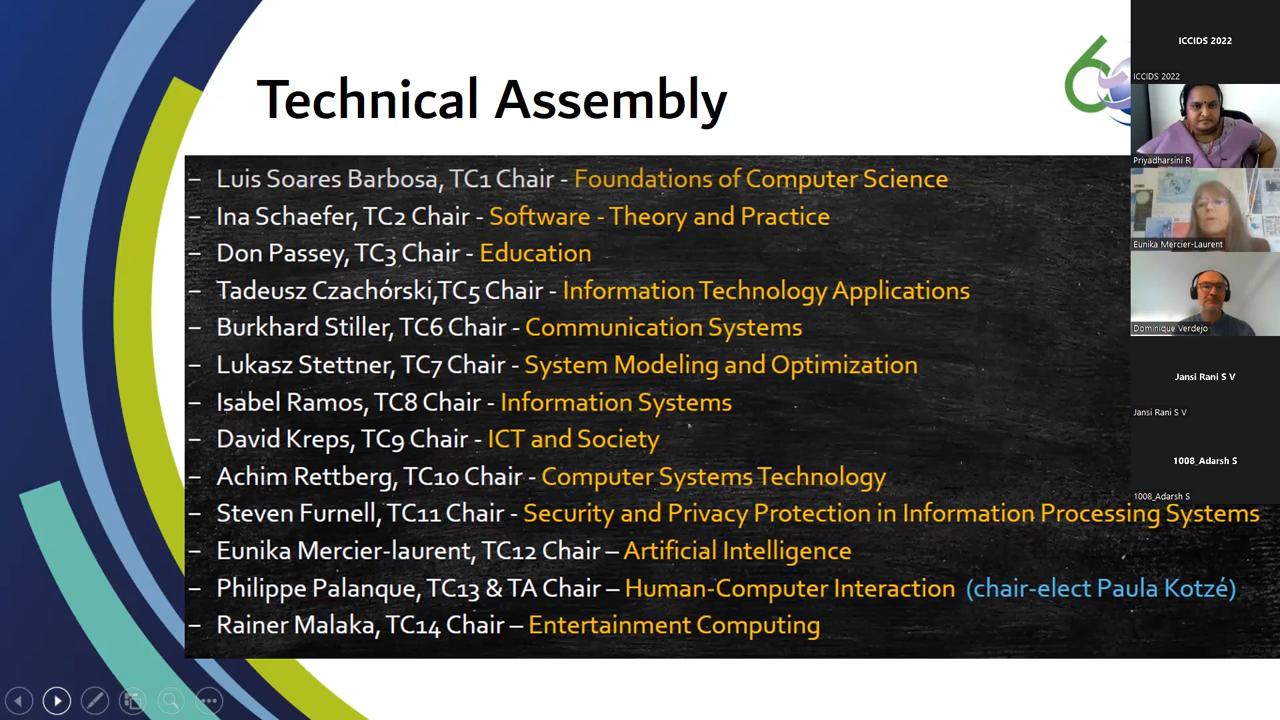 Technical Assembly
– Luis Soares Barbosa, TC1 Chair - Foundations of Computer Science
– Ina Schaefer, TC2 Chair - Software - Theory and Practice
– Don Passey, TC3 Chair - Education
– Tadeusz Czachórski,TC5 Chair - Information Technology Applications
– Burkhard Stiller, TC6 Chair - Communication Systems
– Lukasz Stettner, TC7 Chair - System Modeling and Optimization
– Isabel Ramos, TC8 Chair - Information Systems
– David Kreps, TC9 Chair - ICT and Society
– Achim Rettberg, TC10 Chair - Computer Systems Technology
– Steven Furnell, TC11 Chair - Security and Privacy Protection in Information Processing Systems
– Eunika Mercier-laurent, TC12 Chair – Artificial Intelligence
– Philippe Palanque, TC13 & TA Chair – Human-Computer Interaction (chair-elect Paula Kotzé)
– Rainer Malaka, TC14 Chair – Entertainment Computing
6
ICCIDS 2022
ICCIDS 2022
Priyadharsini R
Eunika Mercier-Laurent
Dominique Verdejo
Jansi Rani S V
Jansi Rani S V
1008_Adarsh S
1008_Adarsh S